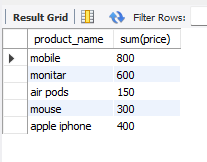 Result Grid Filter Rows:
product_name sum(price)
mobile 800
monitar 600
air pods 150
mouse 300
apple iphone 400